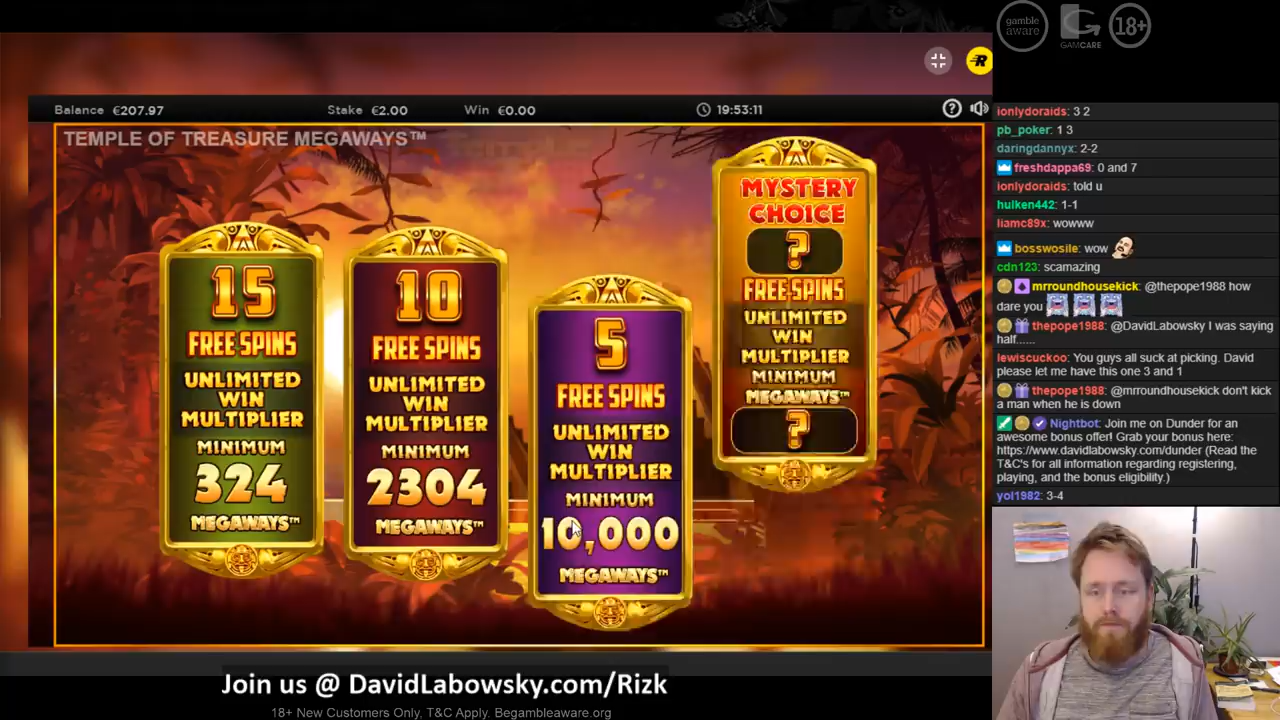 gamble
aware
GAMCARE
18+
R
Balance €207.97 Stake €2.00 Win €0.00 19:53:11
TEMPLE OF TREASURE MEGAWAYS™
15
FREE SPINS
UNLIMITED
WIN
MULTIPLIER
MINIMUM
324
MEGAWAYS™
10
FREE SPINS
UNLIMITED
WIN
MULTIPLIER
MINIMUM
2304
MEGAWAYS™
5
FREE SPINS
UNLIMITED
WIN
MULTIPLIER
MINIMUM
10,000
MEGAWAYS™
MYSTERY
CHOICE
?
FREE SPINS
UNLIMITED
WIN
MULTIPLIER
MINIMUM
MEGAWAYS™
?
ionlydoraids: 3 2
pb_poker: 1 3
daringdannyx: 2-2
freshdappa69: 0 and 7
ionlydoraids: told u
hulken442: 1-1
liamc89x: wowww
bosswosile: wow
cdn123: scamazing
mrroundhousekick: @thepope1988 how
dare you
thepope1988: @DavidLabowsky I was saying
half......
lewiscuckoo: You guys all suck at picking. David
please let me have this one 3 and 1
thepope1988: @mrroundhousekick don't kick
a man when he is down
Nightbot: Join me on Dunder for an
awesome bonus offer! Grab your bonus here:
https://www.davidlabowsky.com/dunder (Read the
T&C's for all information regarding registering,
playing, and the bonus eligibility.)
yol1982: 3-4
Join us @ DavidLabowsky.com/Rizk
18+ New Customers Only, T&C Apply. Begambleaware.org